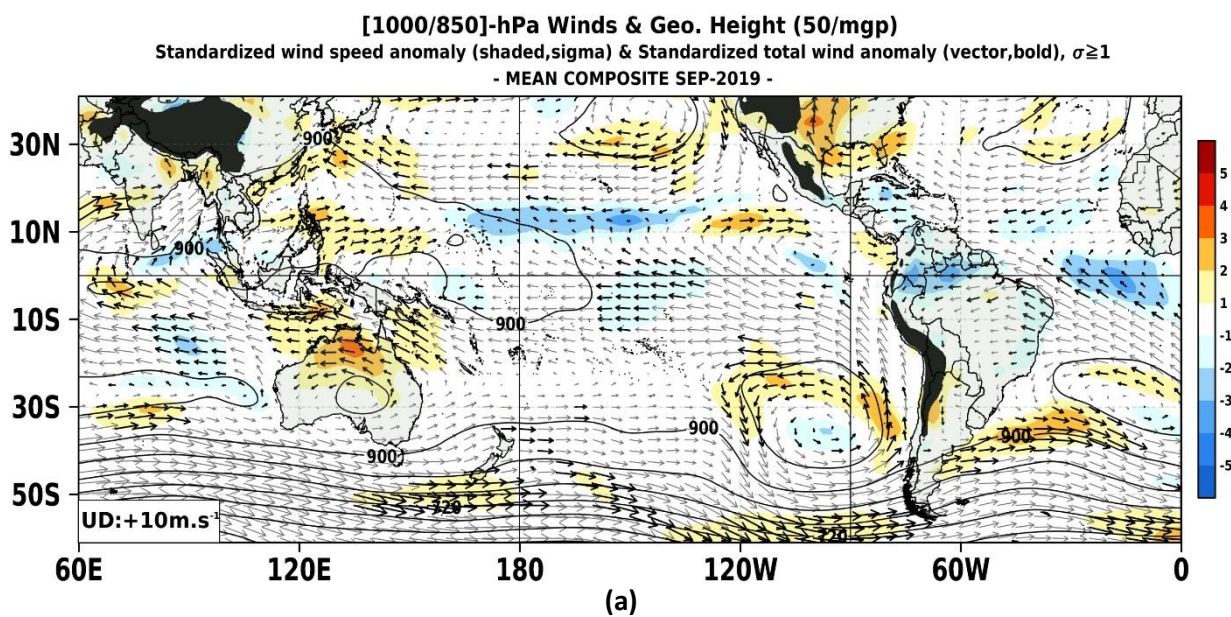 [1000/850]-hPa Winds & Geo. Height (50/mgp)
Standardized wind speed anomaly (shaded,sigma) & Standardized total wind anomaly (vector,bold), σ≧1
- MEAN COMPOSITE SEP-2019 -
30N
10N
10S
30S
50S
900
900
900
900
900
900
720
720
UD:+10m.s-1
60E 120E 180 120W 60W 0
5
4
3
2
1
-1
-2
-3
-4
-5
(a)